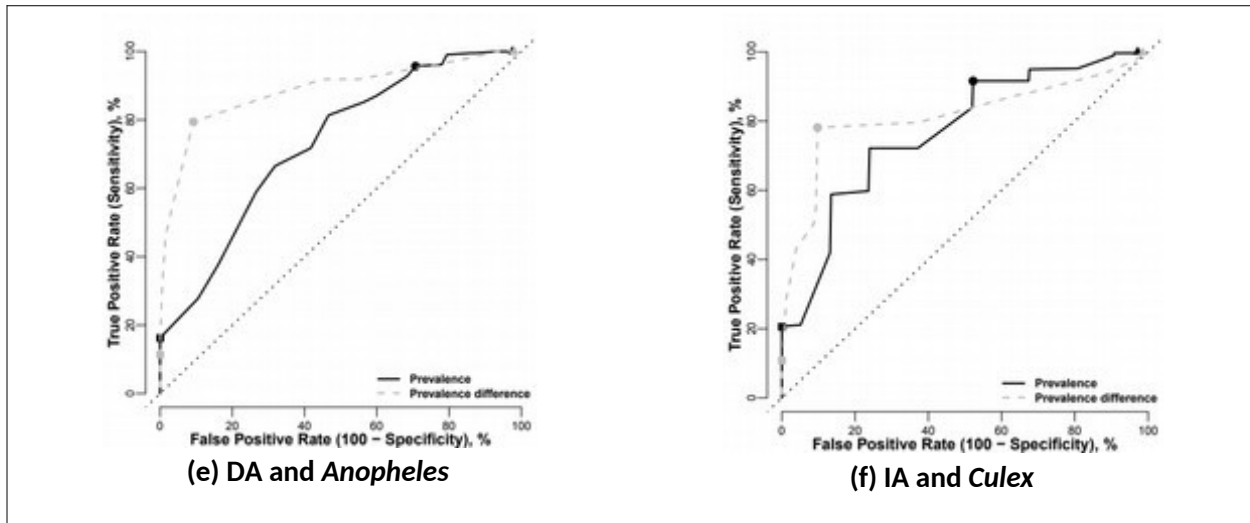 True Positive Rate (Sensitivity), %
100
80
60
40
20
0
Prevalence
Prevalence difference
0 20 40 60 80 100
False Positive Rate (100 − Specificity), %
(e) DA and Anopheles
True Positive Rate (Sensitivity), %
100
80
60
40
20
0
Prevalence
Prevalence difference
0 20 40 60 80 100
False Positive Rate (100 − Specificity), %
(f) IA and Culex